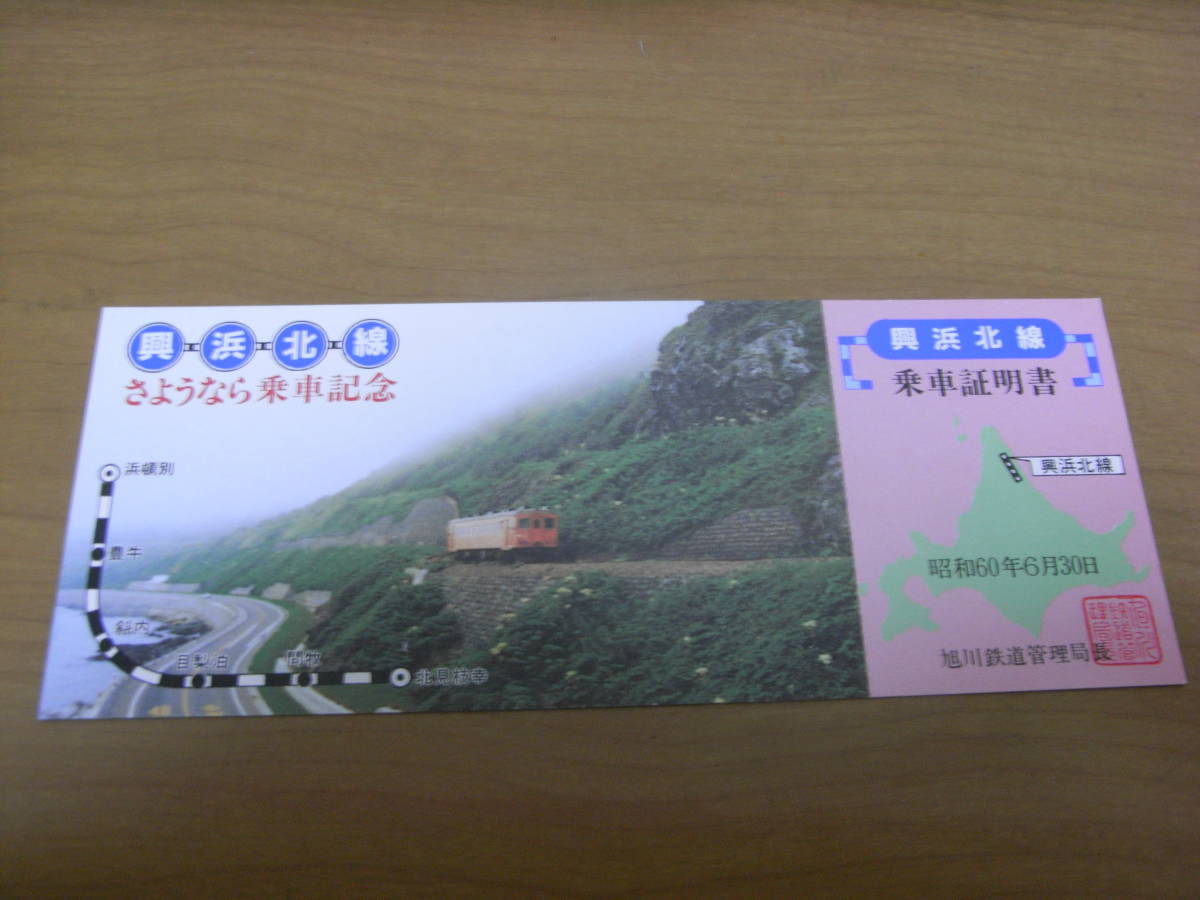 興浜北線
さようなら乗車記念
浜頓別
豊牛
斜内
目梨泊
問牧
北見枝幸
興浜北線
乗車証明書
興浜北線
昭和60年6月30日
旭川鉄道管理局長